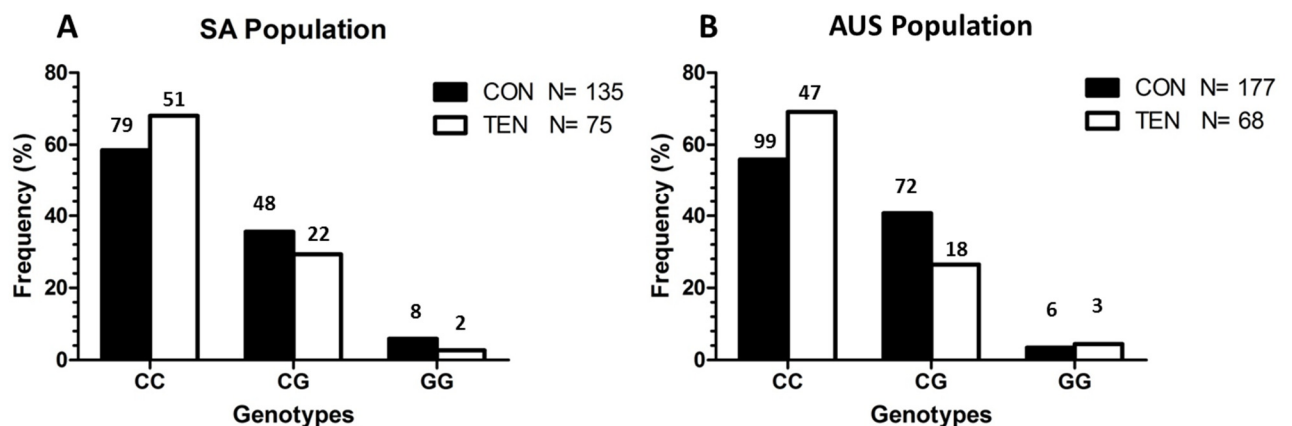 A SA Population
CON N= 135
TEN N= 75
Frequency (%)
80
60
40
20
0
79
51
48
22
8
2
CC CG GG
Genotypes
B AUS Population
CON N= 177
TEN N= 68
Frequency (%)
80
60
40
20
0
99
47
72
18
6
3
CC CG GG
Genotypes